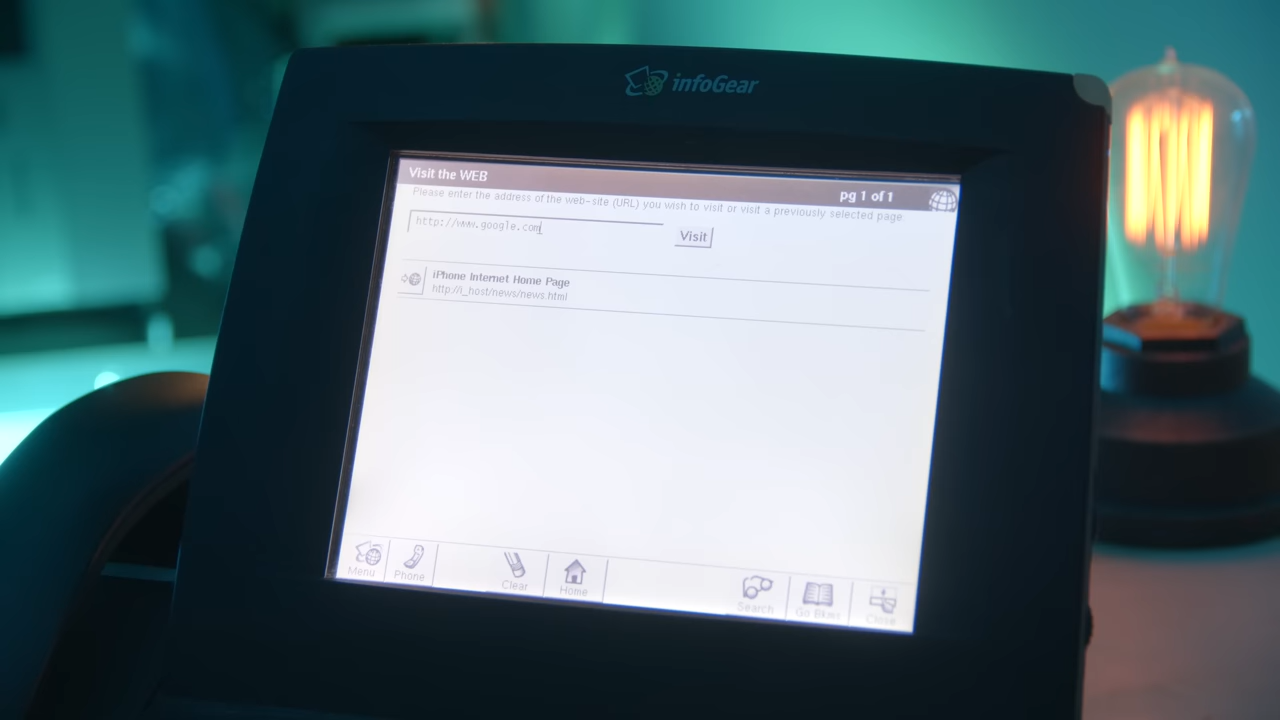 infoGear
Visit the WEB
pg 1 of 1
Please enter the address of the web-site (URL) you wish to visit or visit a previously selected page
http://www.google.com
Visit
iPhone Internet Home Page
http://i_host/news/news.html
Menu
Phone
Clear
Home
Search
Go Bkms
Close